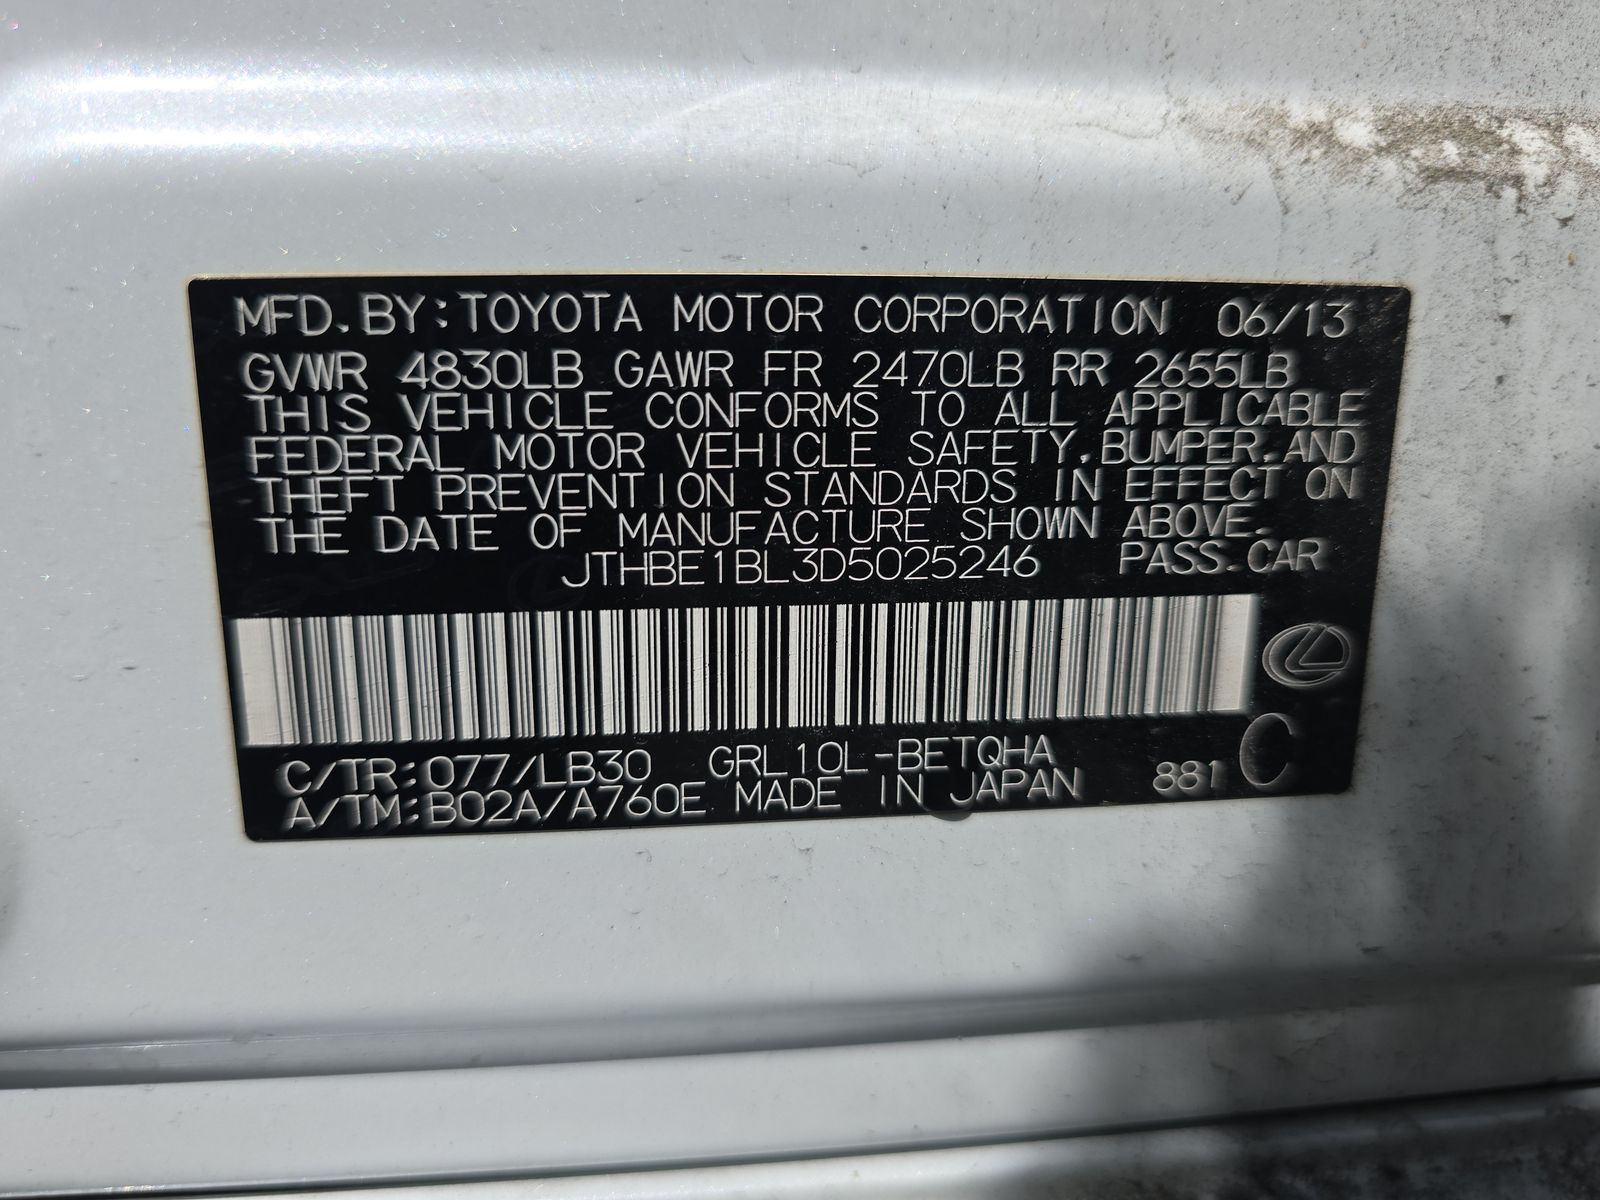 MFD. BY: TOYOTA MOTOR CORPORATION 06/13
GVWR 4830LB GAWR FR 2470LB RR 2655LB
THIS VEHICLE CONFORMS TO ALL APPLICABLE
FEDERAL MOTOR VEHICLE SAFETY, BUMPER, AND
THEFT PREVENTION STANDARDS IN EFFECT ON
THE DATE OF MANUFACTURE SHOWN ABOVE.
JTHBE1BL3D5025246 PASS. CAR
C/TR: 077/LB30 GRL10L-BETQHA
A/TM: B02A/A760E MADE IN JAPAN 881 C